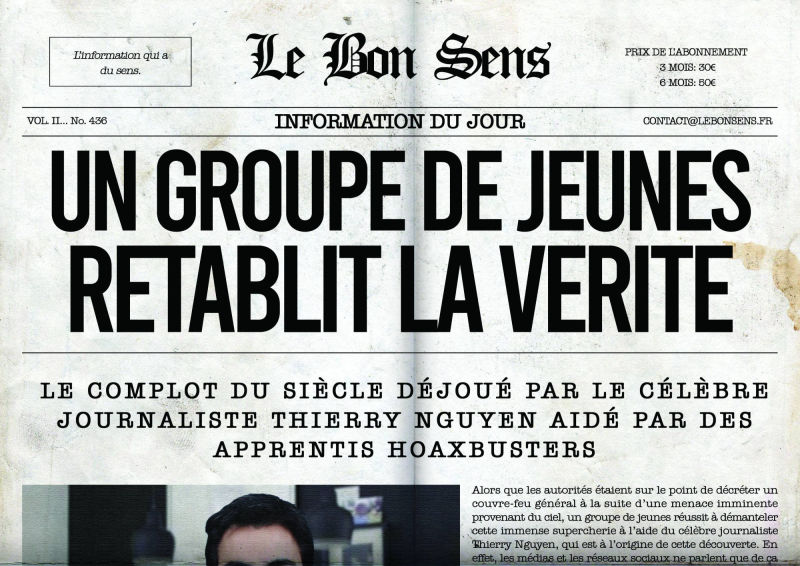 L'information qui a
du sens.
Le Bon Sens
PRIX DE L'ABONNEMENT
3 MOIS: 30€
6 MOIS: 50€
VOL. II... No. 436
INFORMATION DU JOUR
CONTACT@LEBONSENS.FR
UN GROUPE DE JEUNES
RETABLIT LA VERITE
LE COMPLOT DU SIÈCLE DÉJOUÉ PAR LE CÉLÈBRE
JOURNALISTE THIERRY NGUYEN AIDÉ PAR DES
APPRENTIS HOAXBUSTERS
Alors que les autorités étaient sur le point de décréter un
couvre-feu général à la suite d'une menace imminente
provenant du ciel, un groupe de jeunes réussit à démanteler
cette immense supercherie à l'aide du célèbre journaliste
Thierry Nguyen, qui est à l'origine de cette découverte. En
effet, les médias et les réseaux sociaux ne parlent que de ça